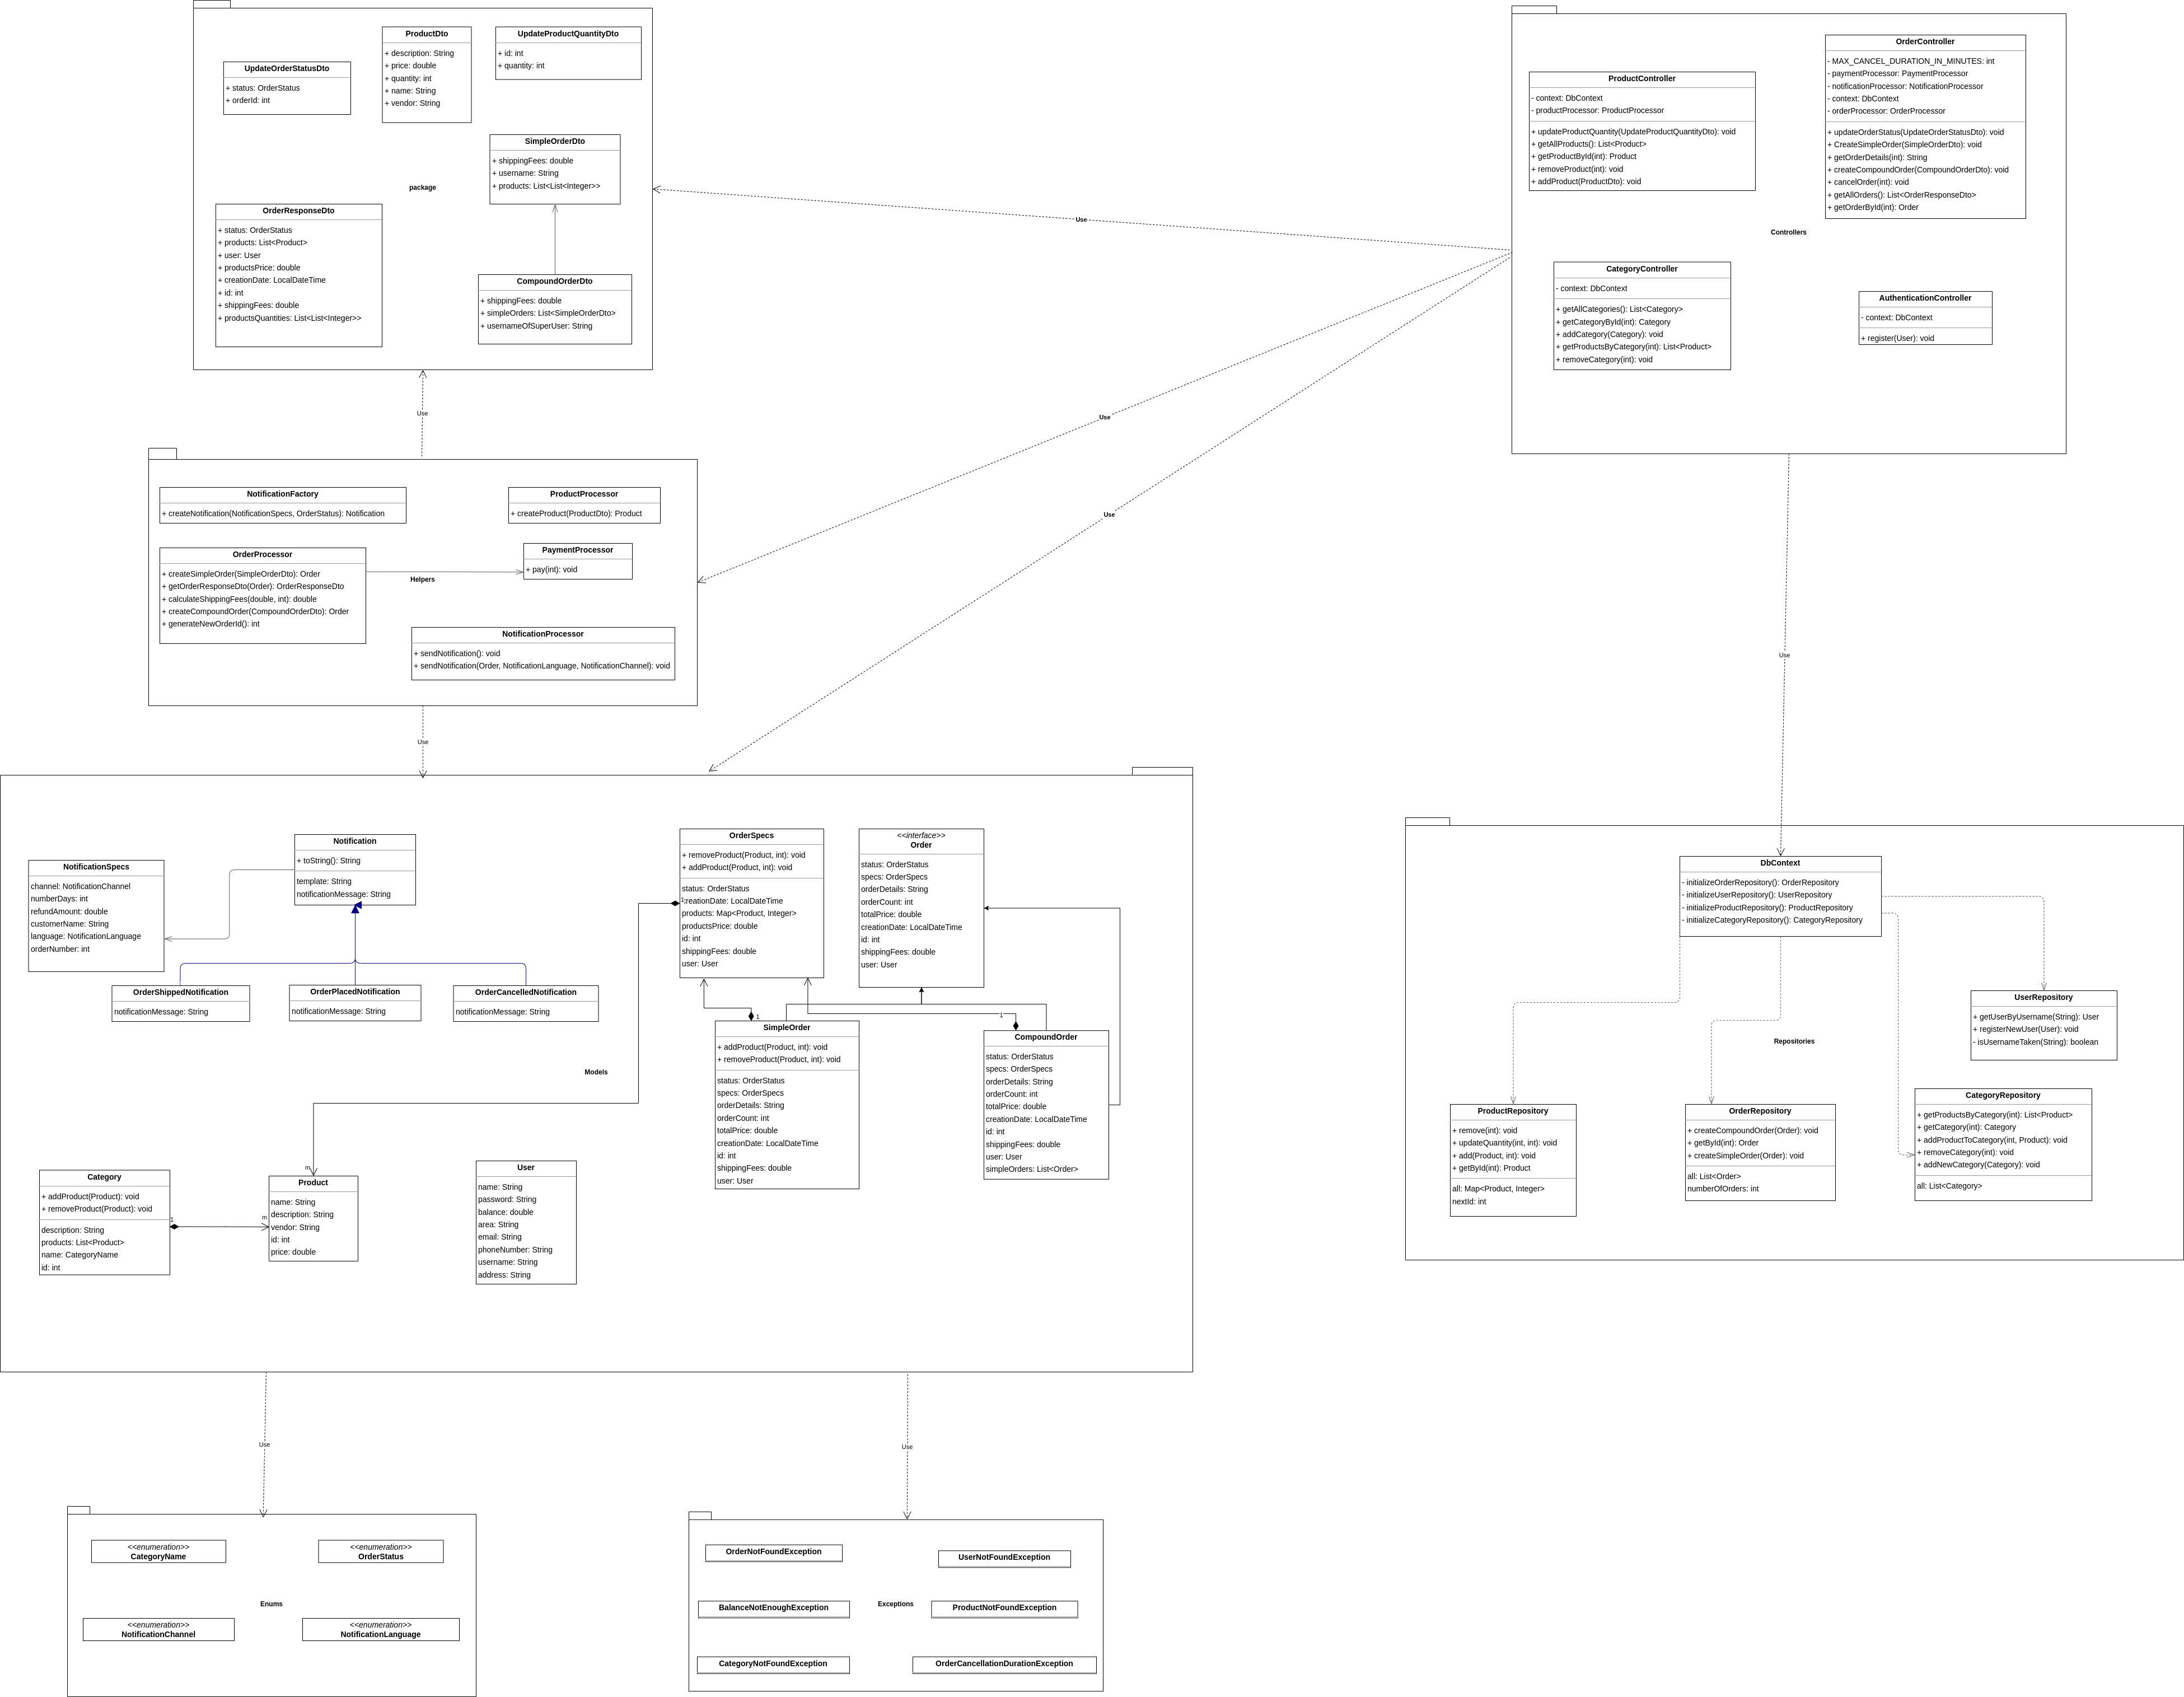 ProductDto
+ description: String
+ price: double
+ quantity: int
+ name: String
+ vendor: String
UpdateProductQuantityDto
+ id: int
+ quantity: int
UpdateOrderStatusDto
+ status: OrderStatus
+ orderId: int
SimpleOrderDto
+ shippingFees: double
+ username: String
+ products: List<List<Integer>>
package
OrderResponseDto
+ status: OrderStatus
+ products: List<Product>
+ user: User
+ productsPrice: double
+ creationDate: LocalDateTime
+ id: int
+ shippingFees: double
+ productsQuantities: List<List<Integer>>
CompoundOrderDto
+ shippingFees: double
+ simpleOrders: List<SimpleOrderDto>
+ usernameOfSuperUser: String
Use
Use
Use
Use
OrderController
- MAX_CANCEL_DURATION_IN_MINUTES: int
- paymentProcessor: PaymentProcessor
- notificationProcessor: NotificationProcessor
- context: DbContext
- orderProcessor: OrderProcessor
+ updateOrderStatus(UpdateOrderStatusDto): void
+ CreateSimpleOrder(SimpleOrderDto): void
+ getOrderDetails(int): String
+ createCompoundOrder(CompoundOrderDto): void
+ cancelOrder(int): void
+ getAllOrders(): List<OrderResponseDto>
+ getOrderById(int): Order
ProductController
- context: DbContext
- productProcessor: ProductProcessor
+ updateProductQuantity(UpdateProductQuantityDto): void
+ getAllProducts(): List<Product>
+ getProductById(int): Product
+ removeProduct(int): void
+ addProduct(ProductDto): void
Controllers
CategoryController
- context: DbContext
+ getAllCategories(): List<Category>
+ getCategoryById(int): Category
+ addCategory(Category): void
+ getProductsByCategory(int): List<Product>
+ removeCategory(int): void
AuthenticationController
- context: DbContext
+ register(User): void
NotificationFactory
+ createNotification(NotificationSpecs, OrderStatus): Notification
ProductProcessor
+ createProduct(ProductDto): Product
OrderProcessor
+ createSimpleOrder(SimpleOrderDto): Order
+ getOrderResponseDto(Order): OrderResponseDto
+ calculateShippingFees(double, int): double
+ createCompoundOrder(CompoundOrderDto): Order
+ generateNewOrderId(): int
PaymentProcessor
+ pay(int): void
Helpers
NotificationProcessor
+ sendNotification(): void
+ sendNotification(Order, NotificationLanguage, NotificationChannel): void
Use
Use
Notification
+ toString(): String
template: String
notificationMessage: String
NotificationSpecs
channel: NotificationChannel
numberDays: int
refundAmount: double
customerName: String
language: NotificationLanguage
orderNumber: int
OrderShippedNotification
notificationMessage: String
OrderPlacedNotification
notificationMessage: String
OrderCancelledNotification
notificationMessage: String
OrderSpecs
+ removeProduct(Product, int): void
+ addProduct(Product, int): void
status: OrderStatus
1
creationDate: LocalDateTime
products: Map<Product, Integer>
productsPrice: double
id: int
shippingFees: double
user: User
<<interface>>
Order
status: OrderStatus
specs: OrderSpecs
orderDetails: String
orderCount: int
totalPrice: double
creationDate: LocalDateTime
id: int
shippingFees: double
user: User
1
1
SimpleOrder
+ addProduct(Product, int): void
+ removeProduct(Product, int): void
status: OrderStatus
specs: OrderSpecs
orderDetails: String
orderCount: int
totalPrice: double
creationDate: LocalDateTime
id: int
shippingFees: double
user: User
CompoundOrder
status: OrderStatus
specs: OrderSpecs
orderDetails: String
orderCount: int
totalPrice: double
creationDate: LocalDateTime
id: int
shippingFees: double
user: User
simpleOrders: List<Order>
Models
Category
+ addProduct(Product): void
+ removeProduct(Product): void
description: String
products: List<Product>
name: CategoryName
id: int
1
m
m
Product
name: String
description: String
vendor: String
id: int
price: double
User
name: String
password: String
balance: double
area: String
email: String
phoneNumber: String
username: String
address: String
DbContext
- initializeOrderRepository(): OrderRepository
- initializeUserRepository(): UserRepository
- initializeProductRepository(): ProductRepository
- initializeCategoryRepository(): CategoryRepository
UserRepository
+ getUserByUsername(String): User
+ registerNewUser(User): void
- isUsernameTaken(String): boolean
Repositories
ProductRepository
+ remove(int): void
+ updateQuantity(int, int): void
+ add(Product, int): void
+ getById(int): Product
all: Map<Product, Integer>
nextId: int
OrderRepository
+ createCompoundOrder(Order): void
+ getById(int): Order
+ createSimpleOrder(Order): void
all: List<Order>
numberOfOrders: int
CategoryRepository
+ getProductsByCategory(int): List<Product>
+ getCategory(int): Category
+ addProductToCategory(int, Product): void
+ removeCategory(int): void
+ addNewCategory(Category): void
all: List<Category>
Use
Use
<<enumeration>>
CategoryName
<<enumeration>>
OrderStatus
Enums
<<enumeration>>
NotificationChannel
<<enumeration>>
NotificationLanguage
OrderNotFoundException
UserNotFoundException
Exceptions
BalanceNotEnoughException
ProductNotFoundException
CategoryNotFoundException
OrderCancellationDurationException